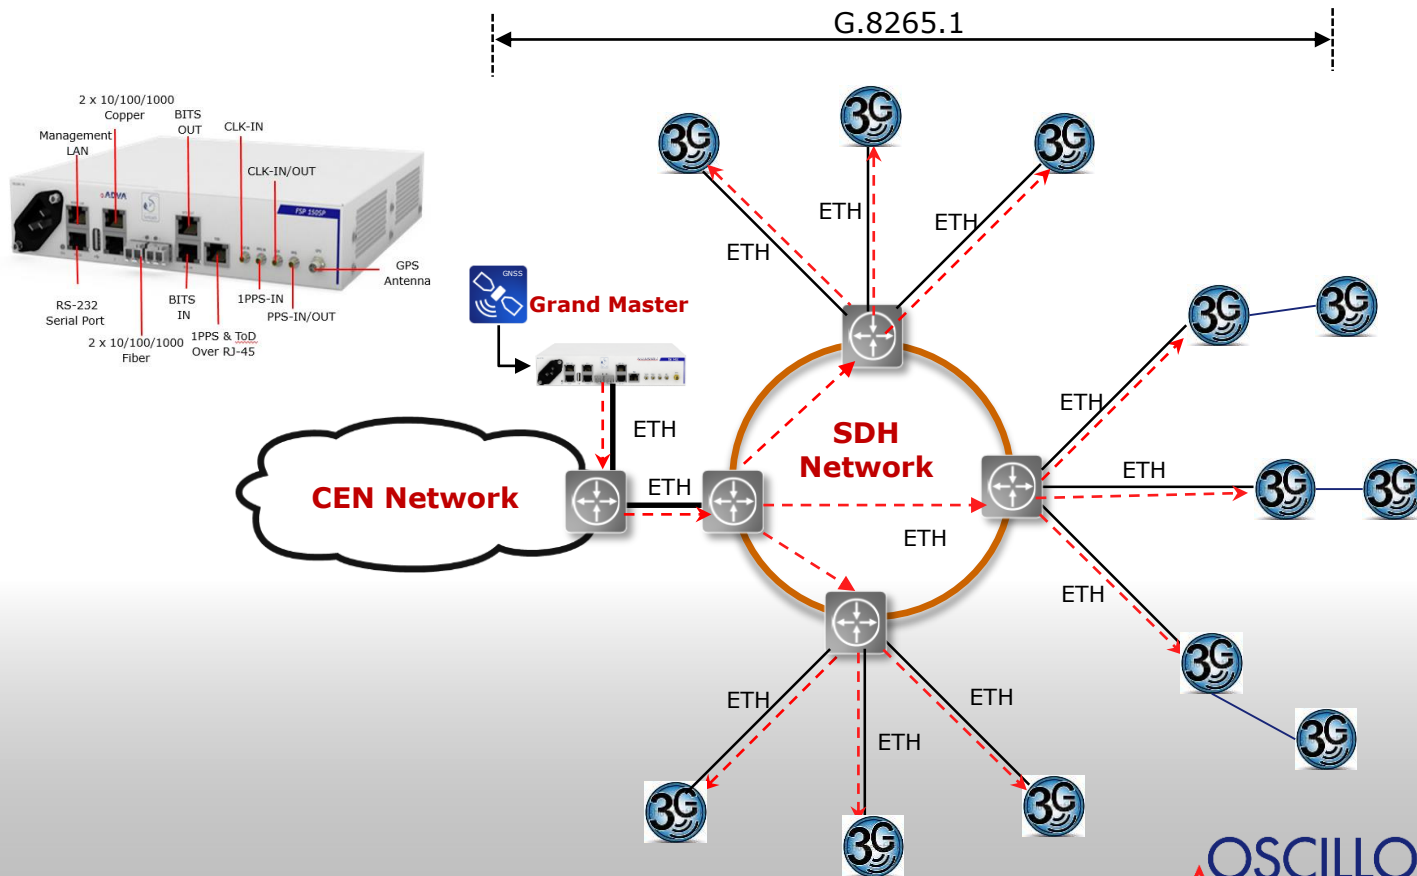 G.8265.1
2 x 10/100/1000
Copper
BITS
OUT
CLK-IN
Management
LAN
CLK-IN/OUT
ADVA
FSP 150SP
GPS
Antenna
RS-232
Serial Port
BITS
IN
1PPS-IN
PPS-IN/OUT
2 x 10/100/1000
Fiber
1PPS & ToD
Over RJ-45
GNSS
Grand Master
3G
3G
3G
ETH
ETH
ETH
3G
3G
ETH
SDH
Network
ETH
CEN Network
ETH
ETH
3G
3G
ETH
ETH
3G
3G
ETH
ETH
ETH
3G
3G
3G
OSCILLO